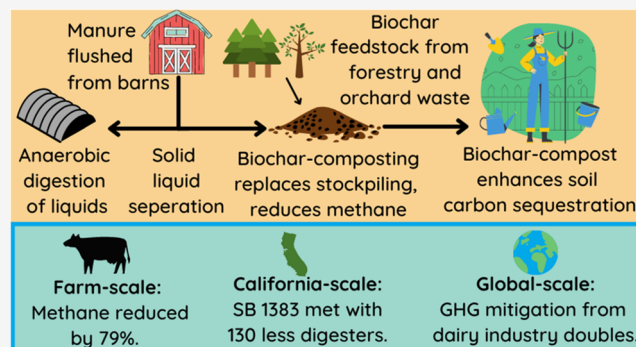 Manure
flushed
from barns
Biochar
feedstock from
forestry and
orchard waste
Anaerobic
digestion
of liquids
Solid
liquid
seperation
Biochar-composting
replaces stockpiling,
reduces methane
Biochar-compost
enhances soil
carbon sequestration
Farm-scale:
Methane reduced
by 79%.
California-scale:
SB 1383 met with
130 less digesters.
Global-scale:
GHG mitigation from
dairy industry doubles.